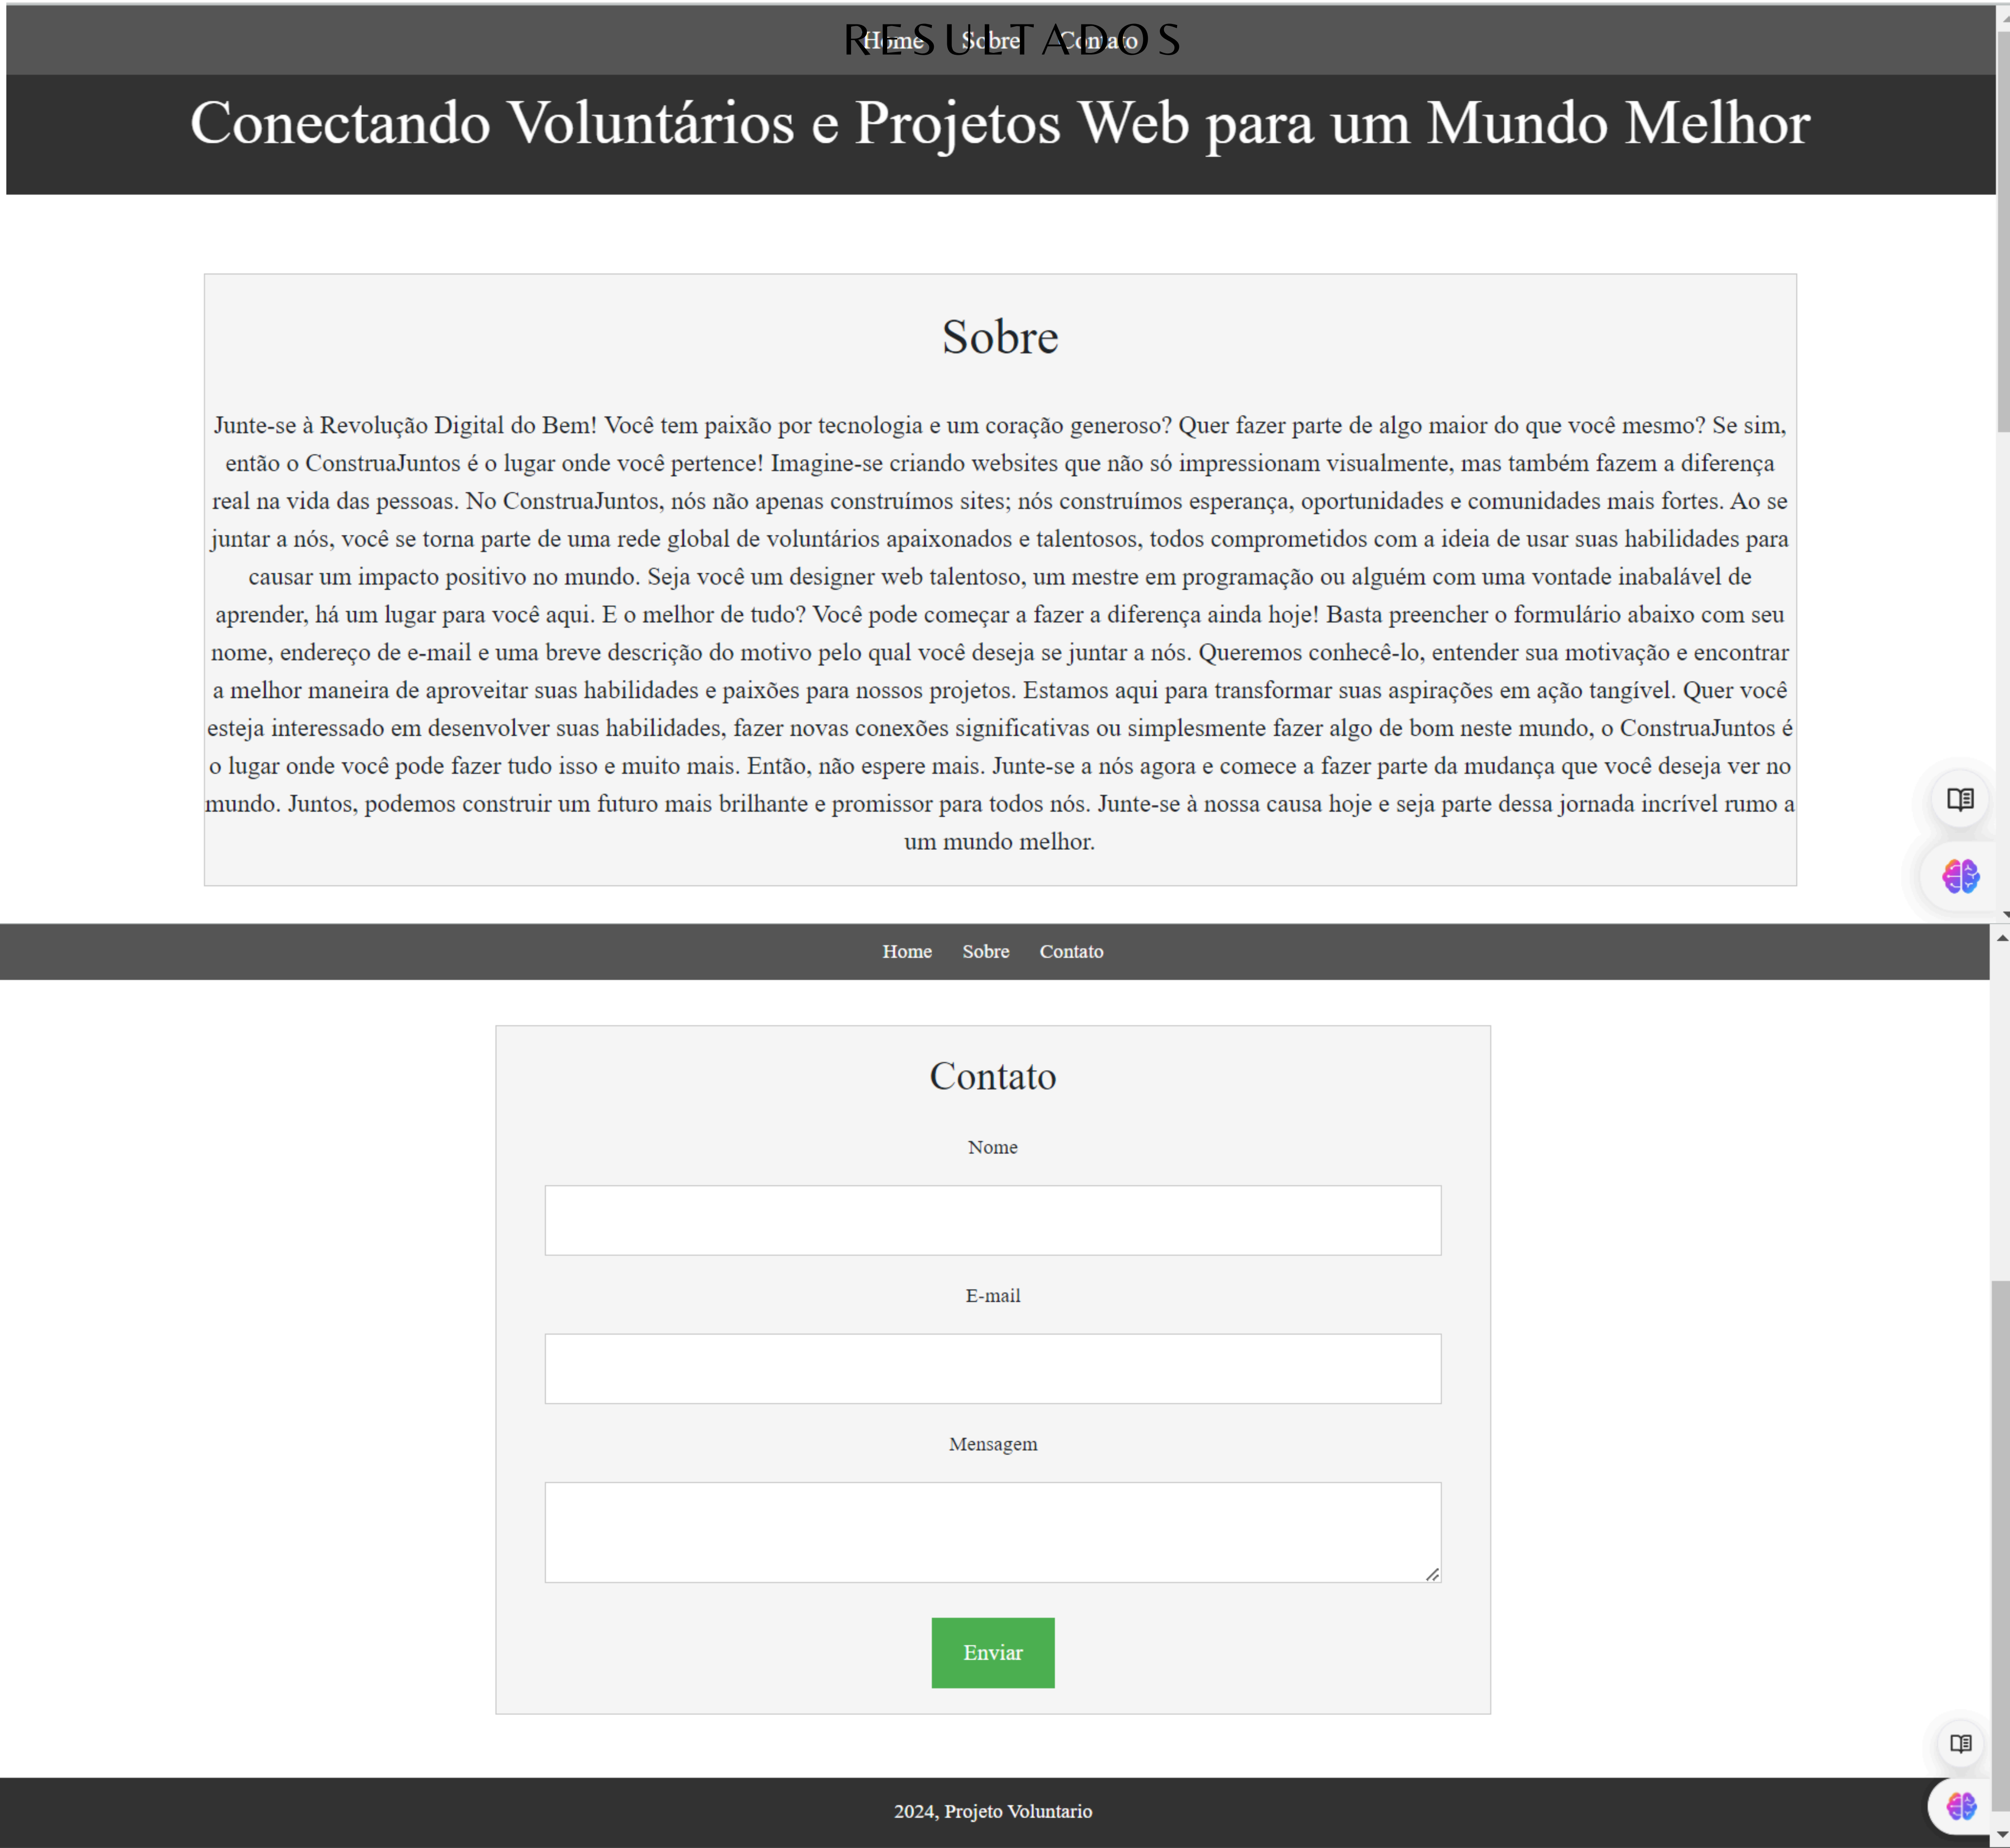 RESULTADOS
Home Sobre Contato
Conectando Voluntários e Projetos Web para um Mundo Melhor
Sobre
Junte-se à Revolução Digital do Bem! Você tem paixão por tecnologia e um coração generoso? Quer fazer parte de algo maior do que você mesmo? Se sim,
então o ConstruaJuntos é o lugar onde você pertence! Imagine-se criando websites que não só impressionam visualmente, mas também fazem a diferença
real na vida das pessoas. No ConstruaJuntos, nós não apenas construímos sites; nós construímos esperança, oportunidades e comunidades mais fortes. Ao se
juntar a nós, você se torna parte de uma rede global de voluntários apaixonados e talentosos, todos comprometidos com a ideia de usar suas habilidades para
causar um impacto positivo no mundo. Seja você um designer web talentoso, um mestre em programação ou alguém com uma vontade inabalável de
aprender, há um lugar para você aqui. E o melhor de tudo? Você pode começar a fazer a diferença ainda hoje! Basta preencher o formulário abaixo com seu
nome, endereço de e-mail e uma breve descrição do motivo pelo qual você deseja se juntar a nós. Queremos conhecê-lo, entender sua motivação e encontrar
a melhor maneira de aproveitar suas habilidades e paixões para nossos projetos. Estamos aqui para transformar suas aspirações em ação tangível. Quer você
esteja interessado em desenvolver suas habilidades, fazer novas conexões significativas ou simplesmente fazer algo de bom neste mundo, o ConstruaJuntos é
o lugar onde você pode fazer tudo isso e muito mais. Então, não espere mais. Junte-se a nós agora e comece a fazer parte da mudança que você deseja ver no
mundo. Juntos, podemos construir um futuro mais brilhante e promissor para todos nós. Junte-se à nossa causa hoje e seja parte dessa jornada incrível rumo a
um mundo melhor.
Home Sobre Contato
Contato
Nome
E-mail
Mensagem
Enviar
2024, Projeto Voluntario